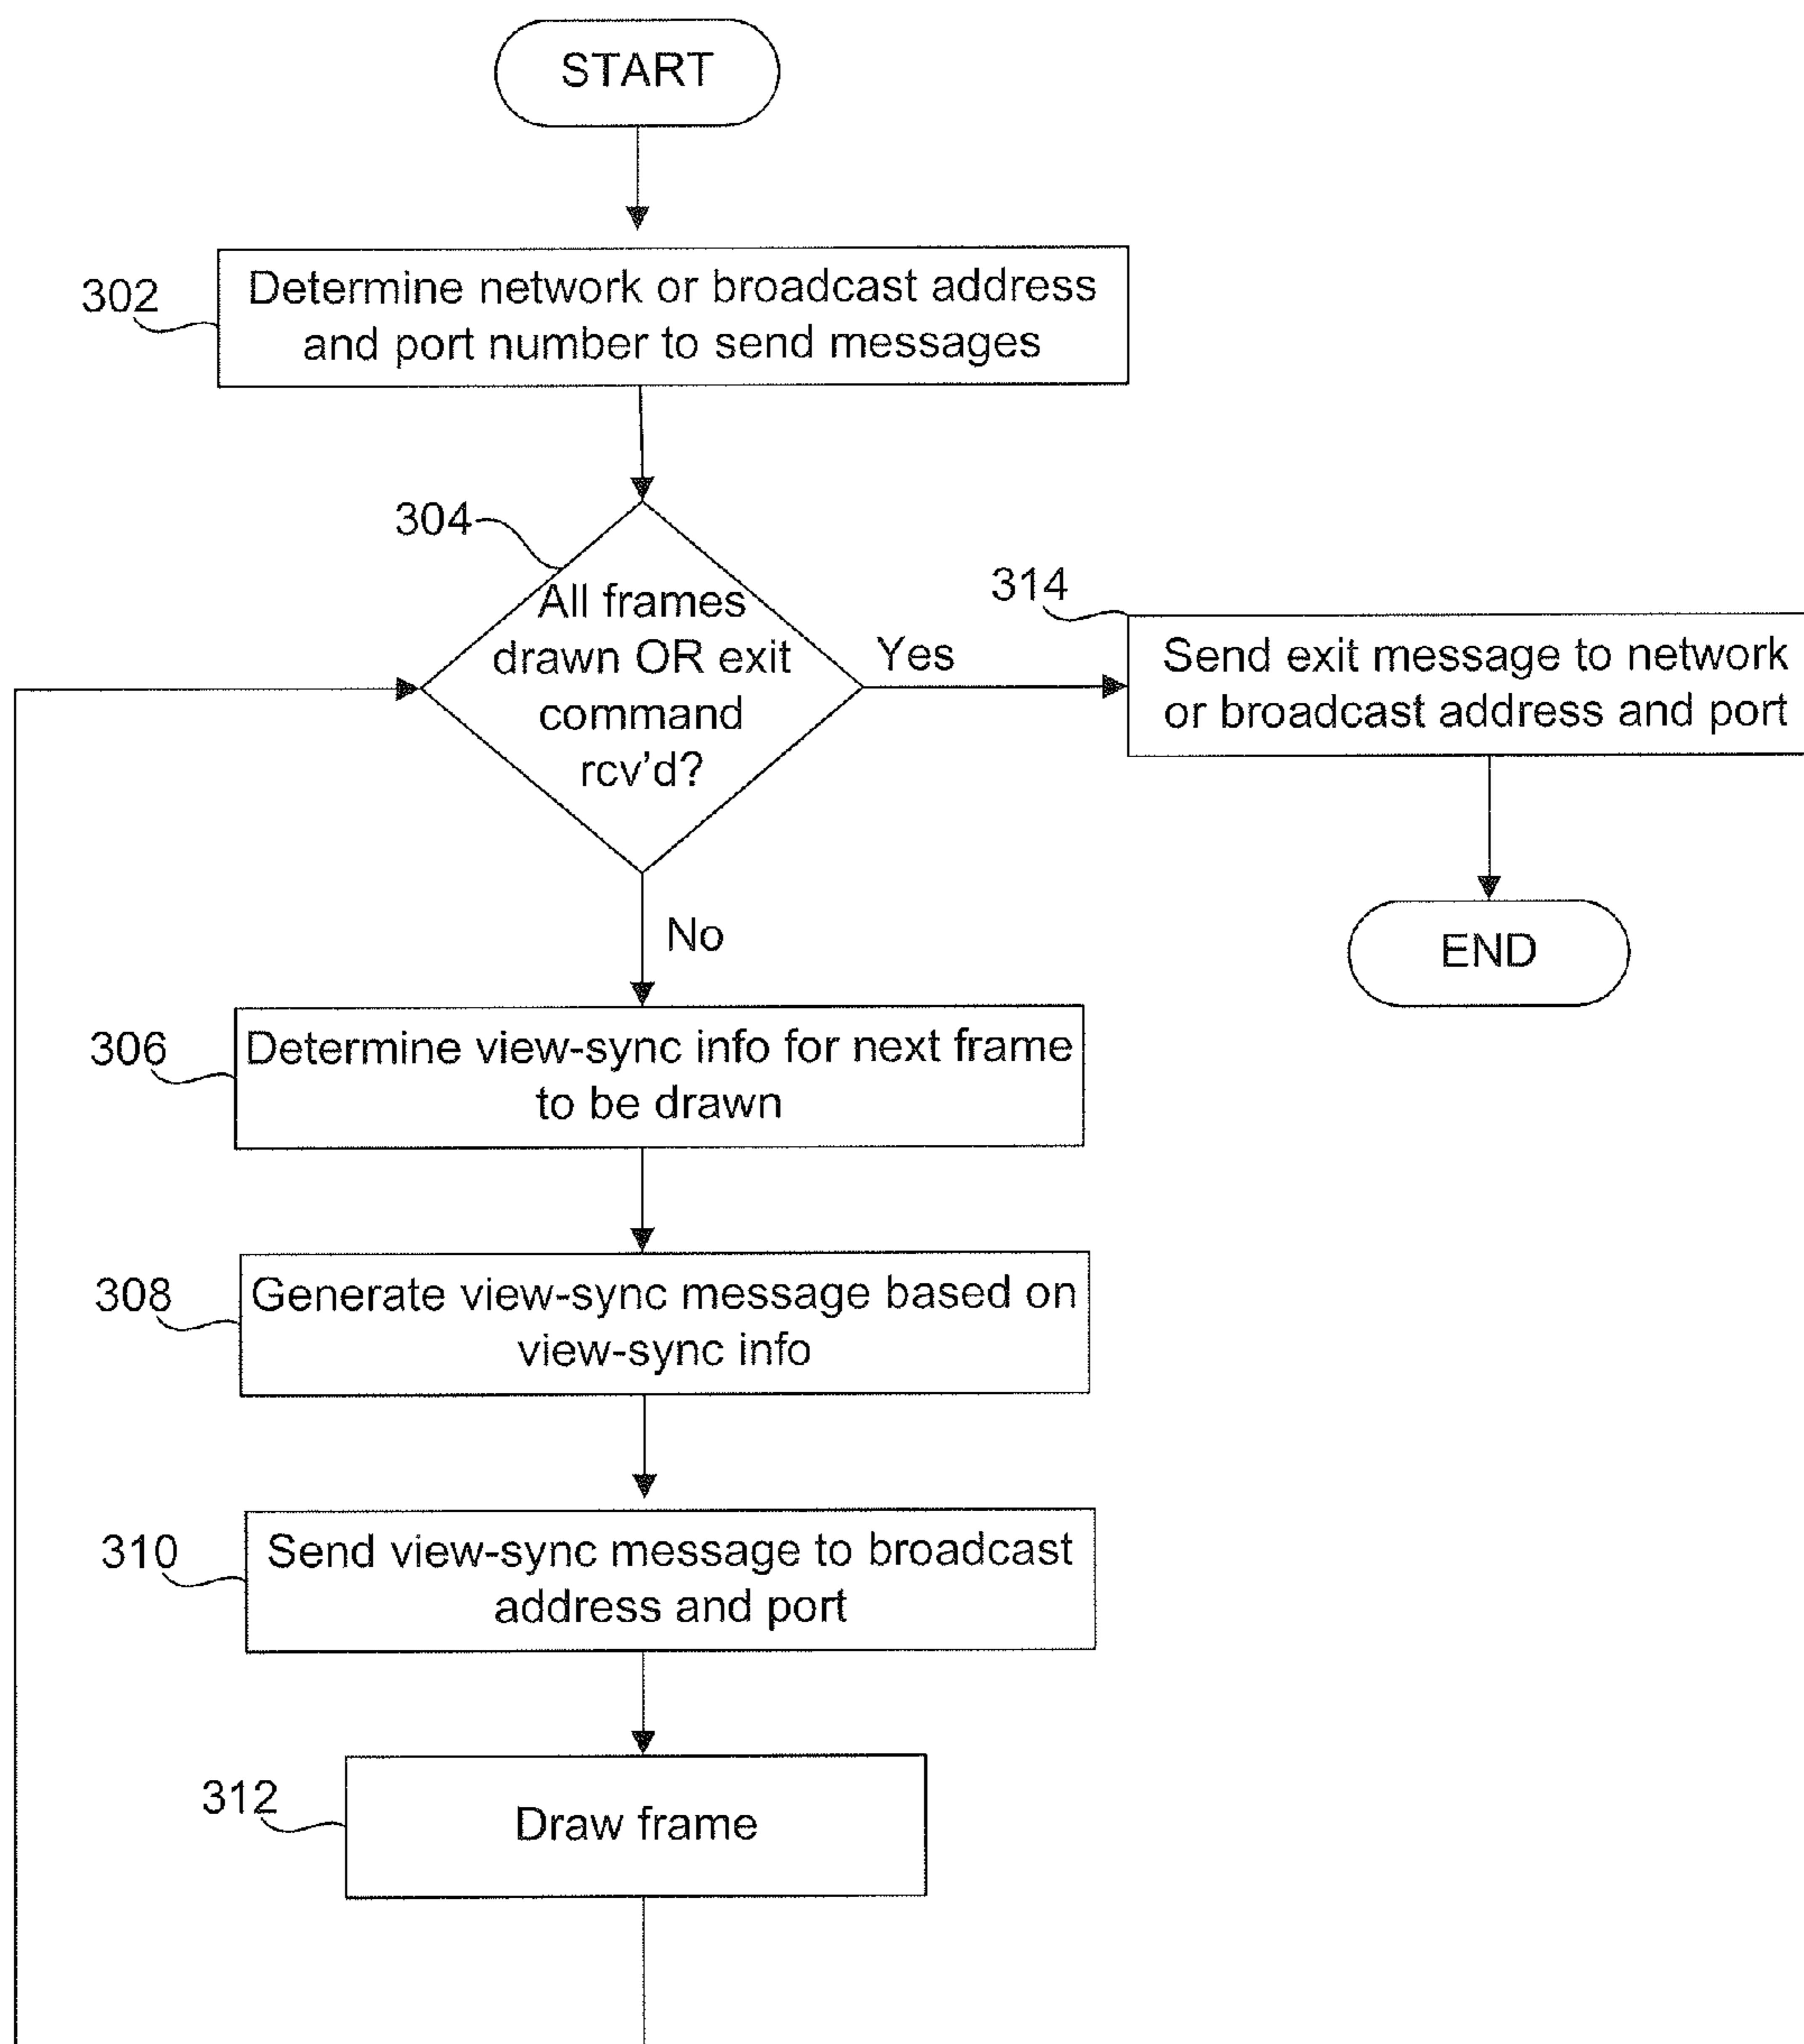 START
302
Determine network or broadcast address
and port number to send messages
304
All frames
drawn OR exit
command
rcv'd?
Yes
314
Send exit message to network
or broadcast address and port
END
No
306
Determine view-sync info for next frame
to be drawn
308
Generate view-sync message based on
view-sync info
310
Send view-sync message to broadcast
address and port
312
Draw frame